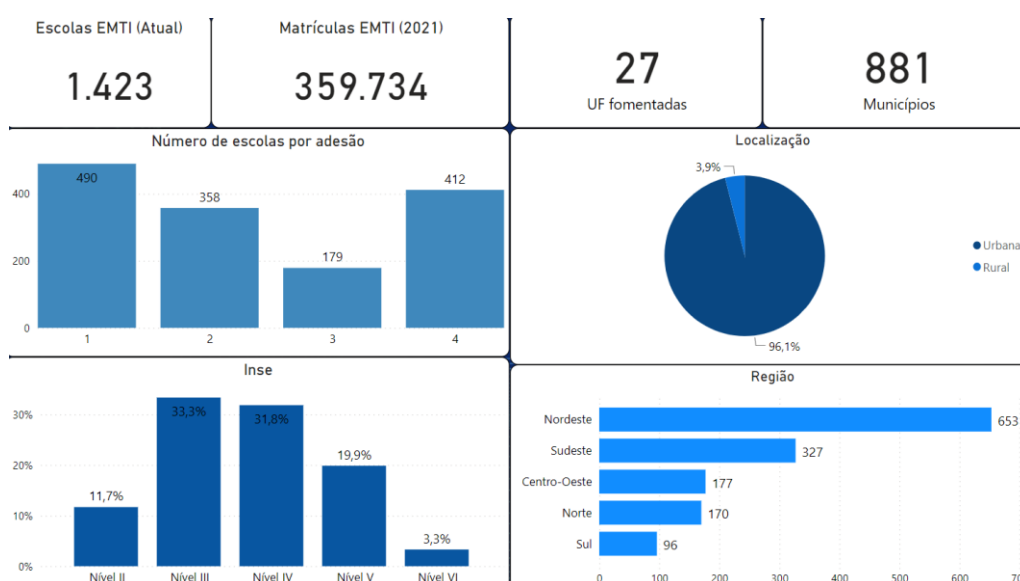 Escolas EMTI (Atual)
1.423
Matrículas EMTI (2021)
359.734
27
UF fomentadas
881
Municípios
Número de escolas por adesão
400
200
0
490
358
179
412
1
2
3
4
Localização
3,9%
96,1%
Urbana
Rural
Inse
30%
20%
10%
0%
11,7%
33,3%
31,8%
19,9%
3,3%
Nível II
Nível III
Nível IV
Nível V
Nível VI
Região
Nordeste
653
Sudeste
327
Centro-Oeste
177
Norte
170
Sul
96
0
100
200
300
400
500
600